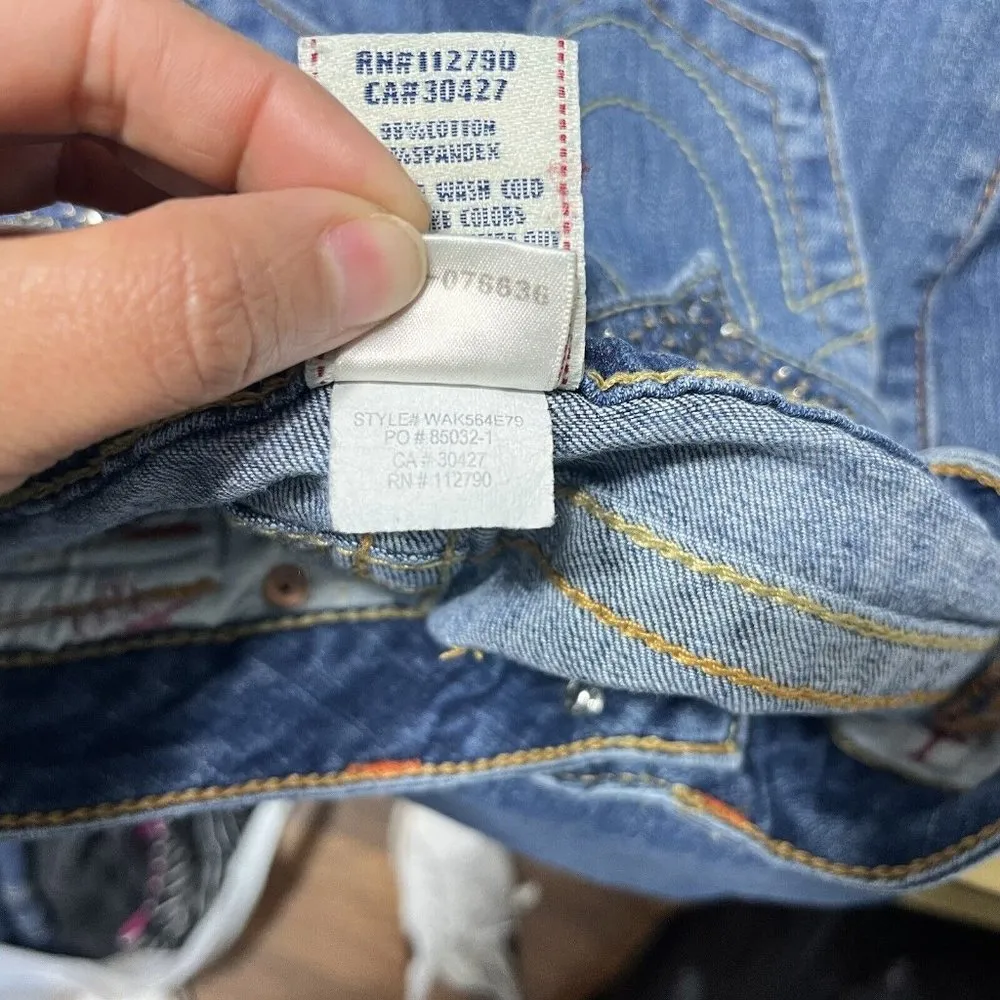 RN#112790
CA#30427
98%COTTON
%SPANDEX
WASH COLD
COLORS
076636
STYLE# WAK564E79
PO # 85032-1
CA # 30427
RN # 112790